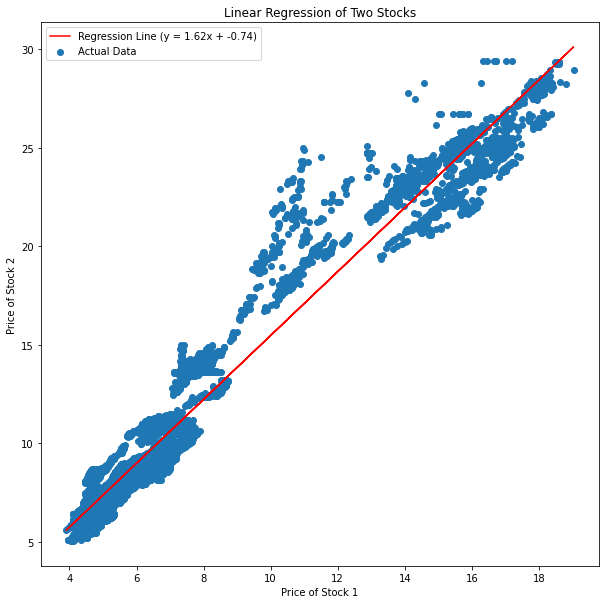 Linear Regression of Two Stocks
Regression Line (y = 1.62x + -0.74)
Actual Data
30
25
20
15
10
5
Price of Stock 2
4 6 8 10 12 14 16 18
Price of Stock 1